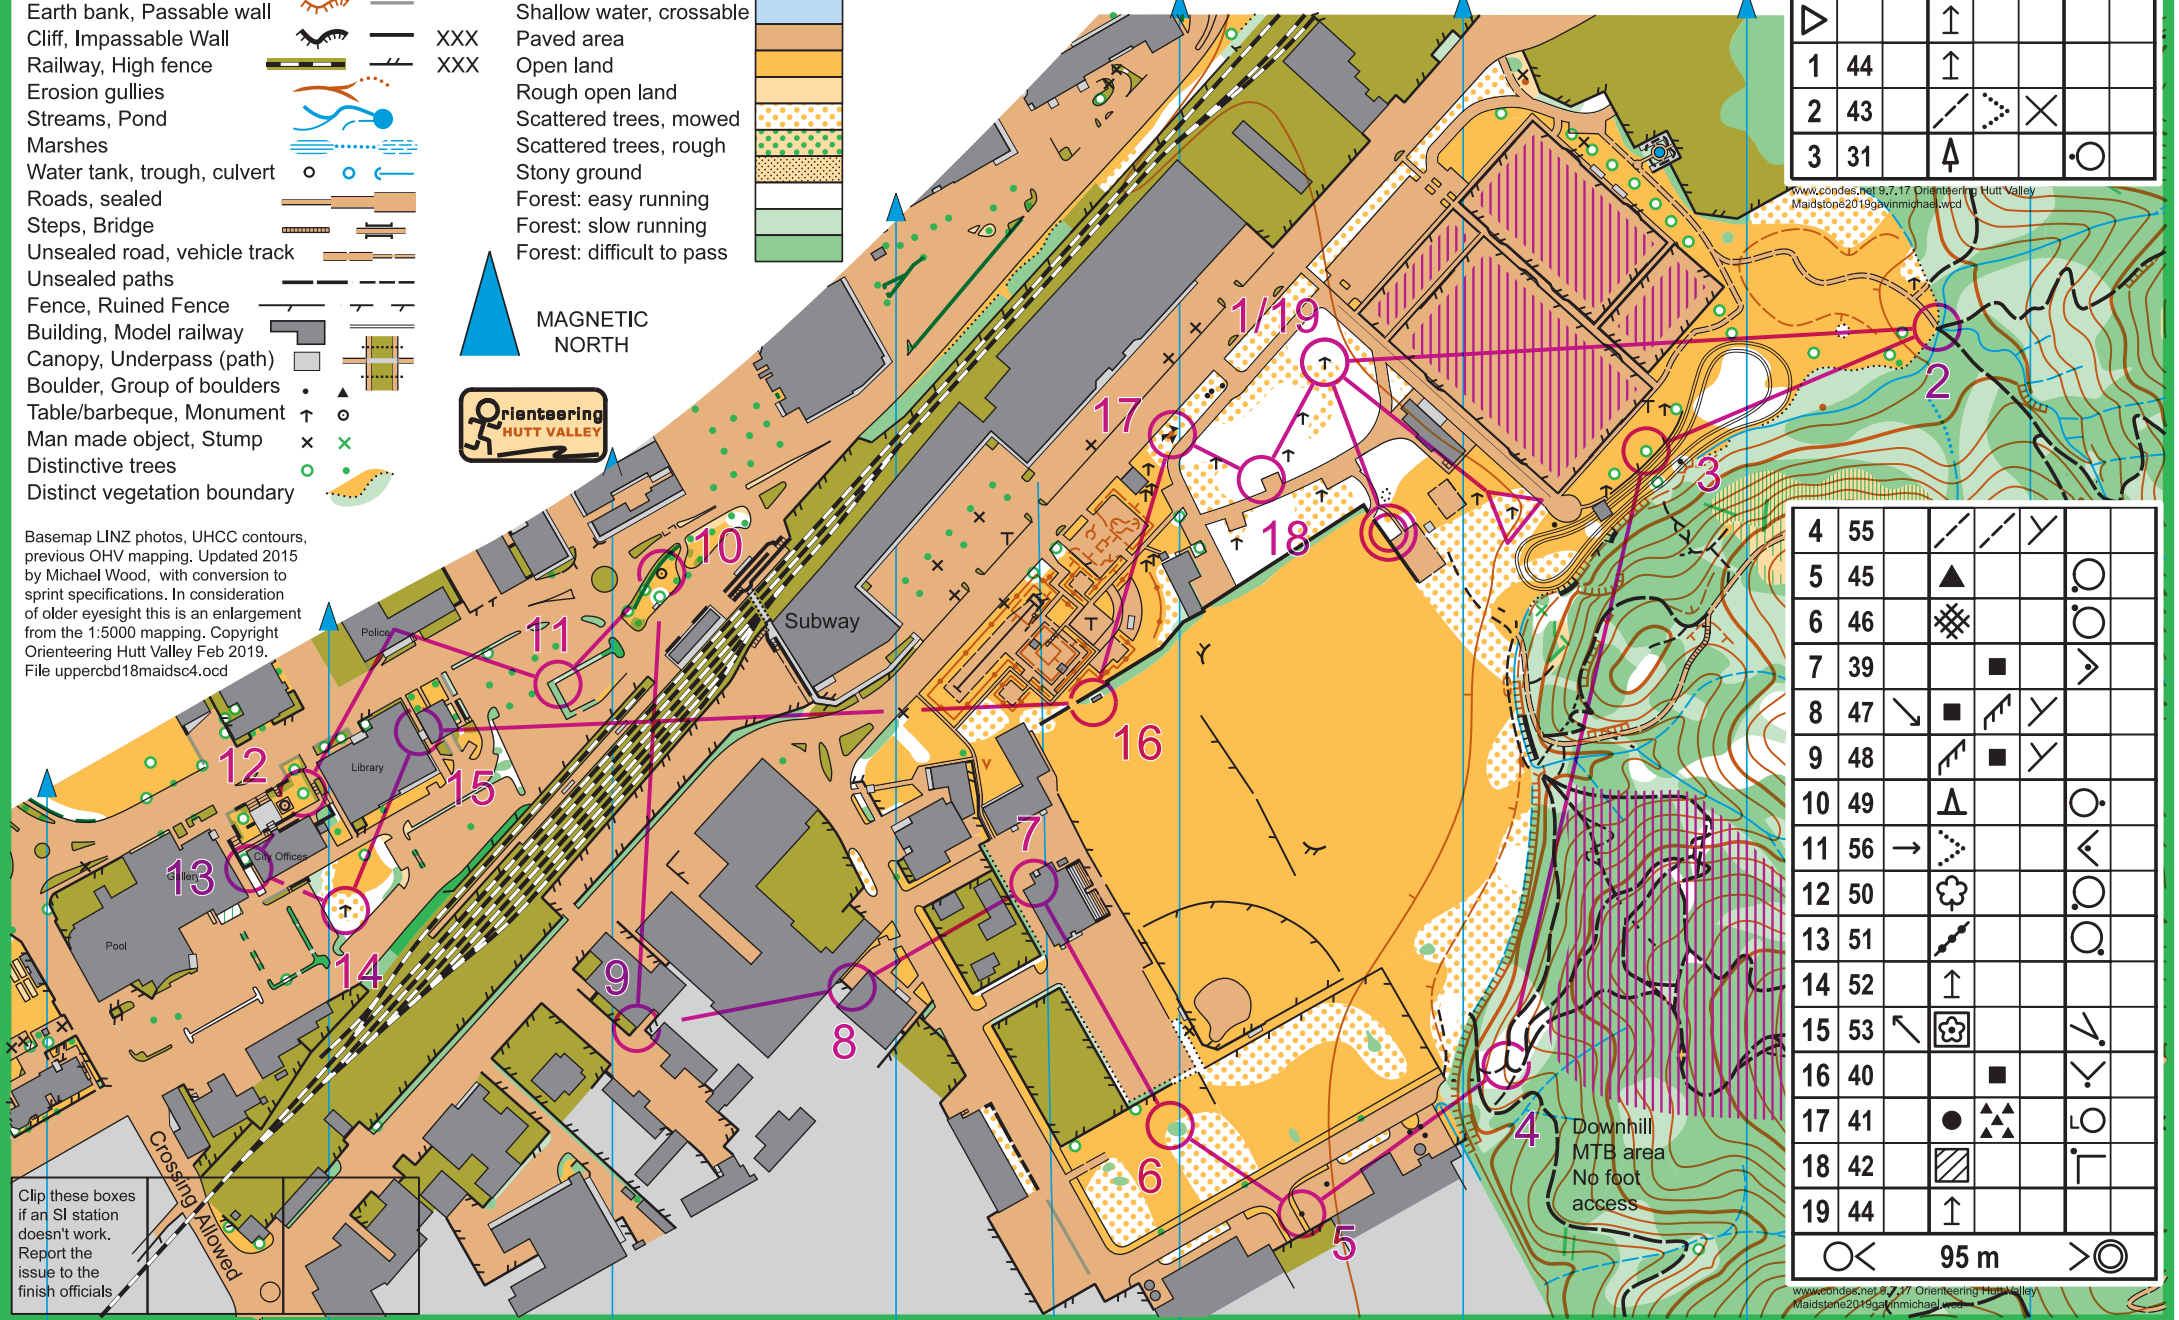 Earth bank, Passable wall
Cliff, Impassable Wall
XXX
Railway, High fence
XXX
Erosion gullies
Streams, Pond
Marshes
Water tank, trough, culvert
Roads, sealed
Steps, Bridge
Unsealed road, vehicle track
Unsealed paths
Fence, Ruined Fence
Building, Model railway
Canopy, Underpass (path)
Boulder, Group of boulders
Table/barbeque, Monument
Man made object, Stump
Distinctive trees
Distinct vegetation boundary
Shallow water, crossable
Paved area
Open land
Rough open land
Scattered trees, mowed
Scattered trees, rough
Stony ground
Forest: easy running
Forest: slow running
Forest: difficult to pass
MAGNETIC
NORTH
Orienteering
HUTT VALLEY
Basemap LINZ photos, UHCC contours,
previous OHV mapping. Updated 2015
by Michael Wood, with conversion to
sprint specifications. In consideration
of older eyesight this is an enlargement
from the 1:5000 mapping. Copyright
Orienteering Hutt Valley Feb 2019.
File uppercbd18maidsc4.ocd
1 44
2 43
3 31
www.condes.net 9.7.17 Orienteering Hutt Valley
Maidstone2019gavinmichael.wcd
1/19
2
17
3
18
10
Subway
11
Police
16
12
Library
15
7
13
City Offices
Gallery
Pool
14
9
8
4
Downhill
MTB area
No foot
access
6
5
Crossing Allowed
Clip these boxes
if an SI station
doesn't work.
Report the
issue to the
finish officials
4 55
5 45
6 46
7 39
8 47
9 48
10 49
11 56
12 50
13 51
14 52
15 53
16 40
17 41
18 42
19 44
95 m
www.condes.net 9.7.17 Orienteering Hutt Valley
Maidstone2019gavinmichael.wcd